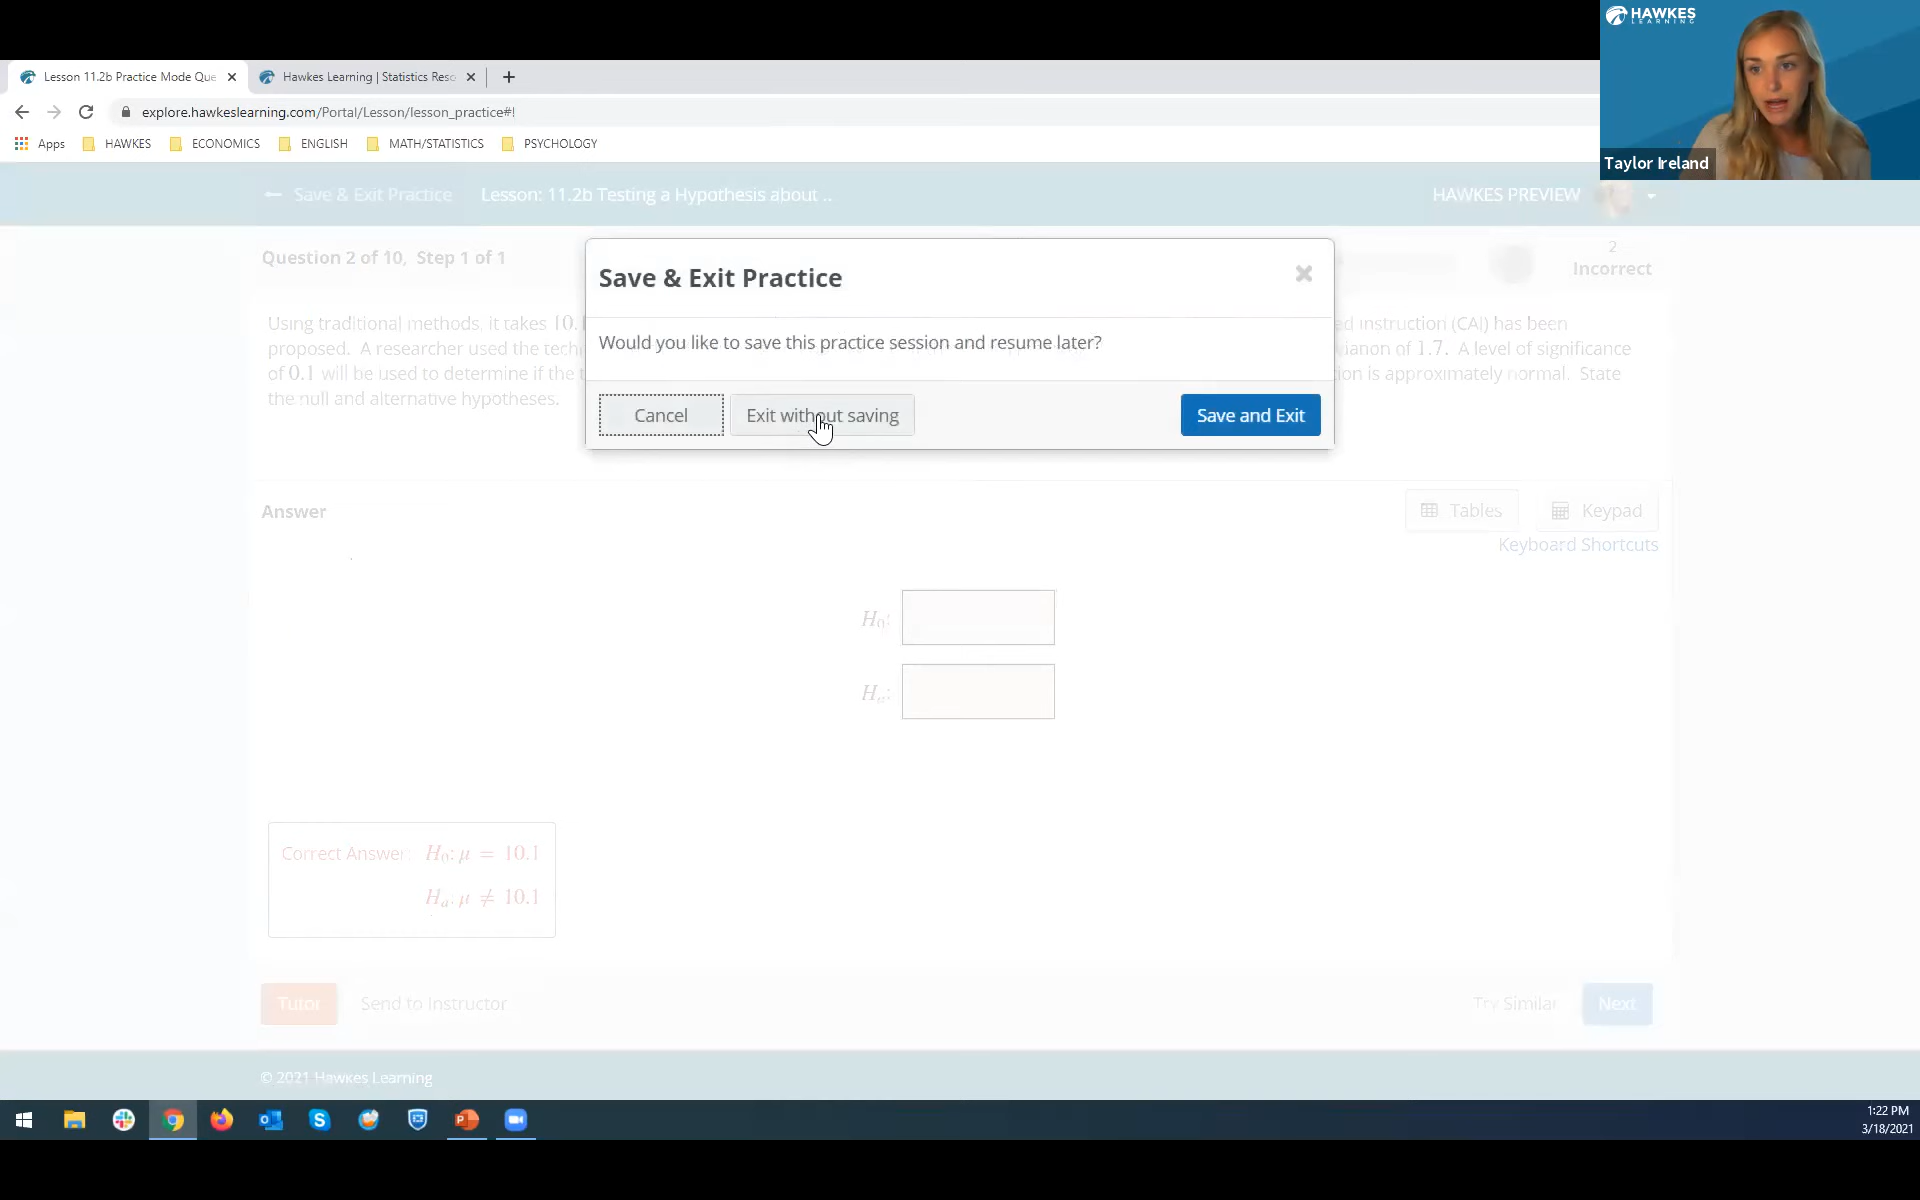 HAWKES
LEARNING
Taylor Ireland
Lesson 11.2b Practice Mode Que
Hawkes Learning | Statistics Reso
explore.hawkeslearning.com/Portal/Lesson/lesson_practice#!
Apps HAWKES ECONOMICS ENGLISH MATH/STATISTICS PSYCHOLOGY
Save & Exit Practice Lesson: 11.2b Testing a Hypothesis about .. HAWKES PREVIEW
Question 2 of 10, Step 1 of 1
2
Incorrect
Save & Exit Practice
Would you like to save this practice session and resume later?
Cancel Exit without saving Save and Exit
Using traditional methods, it takes 10. ed instruction (CAI) has been
proposed. A researcher used the tech of 1.7. A level of significance
of 0.1 will be used to determine if the t ion is approximately normal. State
the null and alternative hypotheses.
Answer Tables Keypad
Keyboard Shortcuts
H₀:
Hₐ:
Correct Answer: H₀: μ = 10.1
Hₐ: μ ≠ 10.1
Tutor Send to Instructor Try Similar Next
© 2021 Hawkes Learning
1:22 PM
3/18/2021